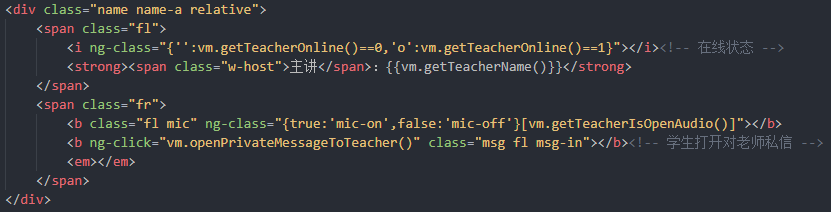 <div class="name name-a relative">
<span class="fl">
<i ng-class="{'':vm.getTeacherOnline()==0,'o':vm.getTeacherOnline()==1}"></i><!-- 在线状态 -->
<strong><span class="w-host">主讲</span>：{{vm.getTeacherName()}}</strong>
</span>
<span class="fr">
<b class="fl mic" ng-class="{true:'mic-on',false:'mic-off'}[vm.getTeacherIsOpenAudio()]"></b>
<b ng-click="vm.openPrivateMessageToTeacher()" class="msg fl msg-in"></b><!-- 学生打开对老师私信 -->
<em></em>
</span>
</div>